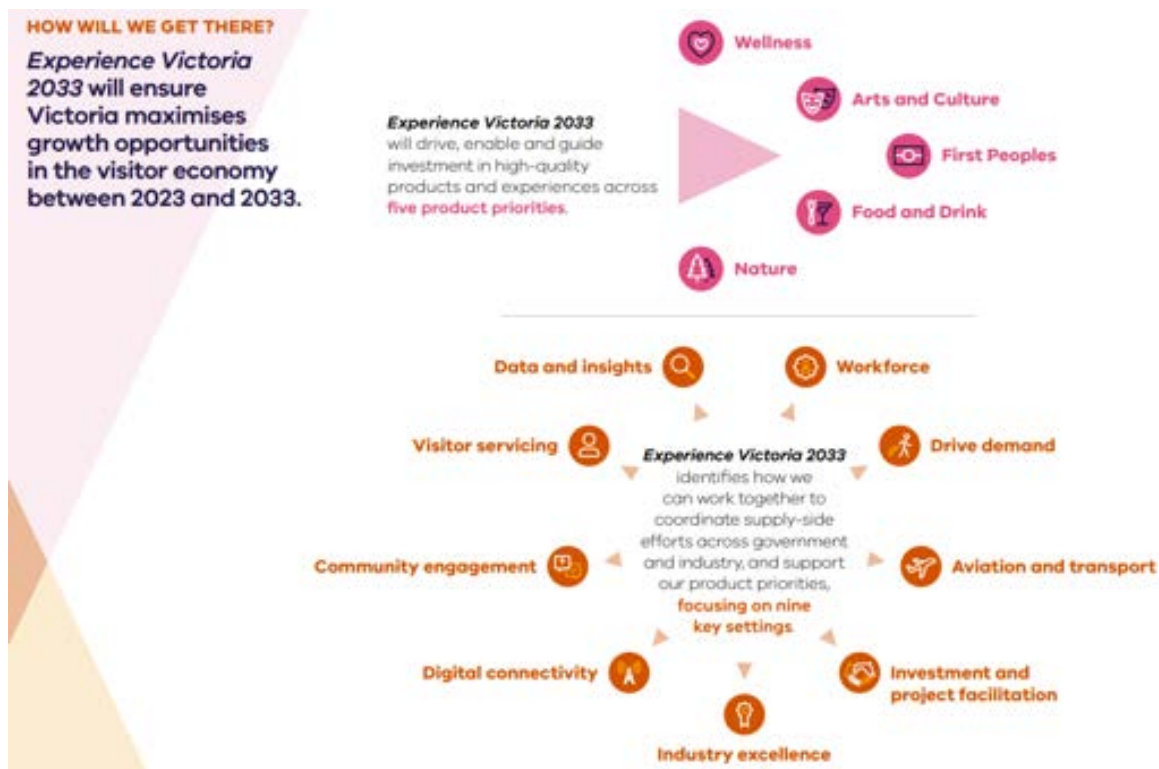 HOW WILL WE GET THERE?
Experience Victoria
2033 will ensure
Victoria maximises
growth opportunities
in the visitor economy
between 2023 and 2033.
Experience Victoria 2033
will drive, enable and guide
investment in high-quality
products and experiences across
five product priorities.
Wellness
Arts and Culture
First Peoples
Food and Drink
Nature
Data and insights
Workforce
Visitor servicing
Drive demand
Experience Victoria 2033
identifies how we
can work together to
coordinate supply-side
efforts across government
and industry, and support
our product priorities,
focusing on nine
key settings.
Community engagement
Aviation and transport
Digital connectivity
Investment and
project facilitation
Industry excellence